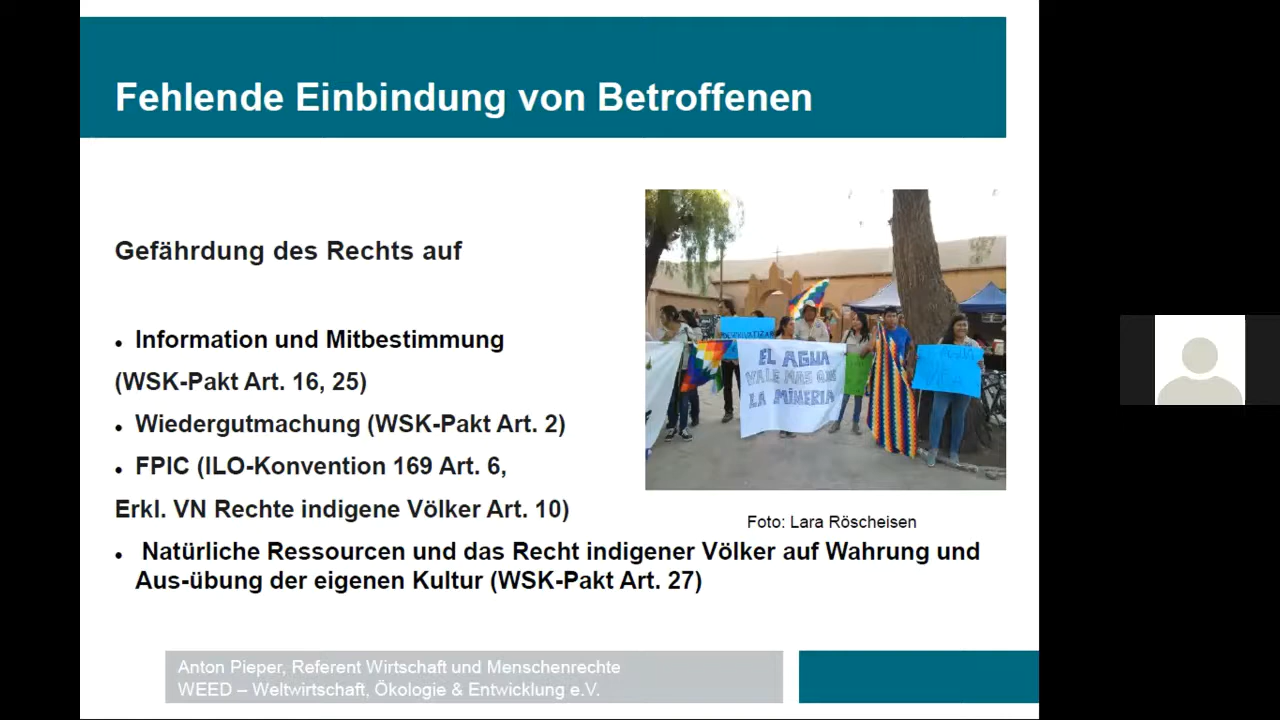 Fehlende Einbindung von Betroffenen
Gefährdung des Rechts auf
• Information und Mitbestimmung
(WSK-Pakt Art. 16, 25)
• Wiedergutmachung (WSK-Pakt Art. 2)
• FPIC (ILO-Konvention 169 Art. 6,
Erkl. VN Rechte indigene Völker Art. 10)
• Natürliche Ressourcen und das Recht indigener Völker auf Wahrung und
Aus-übung der eigenen Kultur (WSK-Pakt Art. 27)
EL AGUA
VALE MAS QUE
LA MINERIA
Foto: Lara Röscheisen
Anton Pieper, Referent Wirtschaft und Menschenrechte
WEED – Weltwirtschaft, Ökologie & Entwicklung e.V.